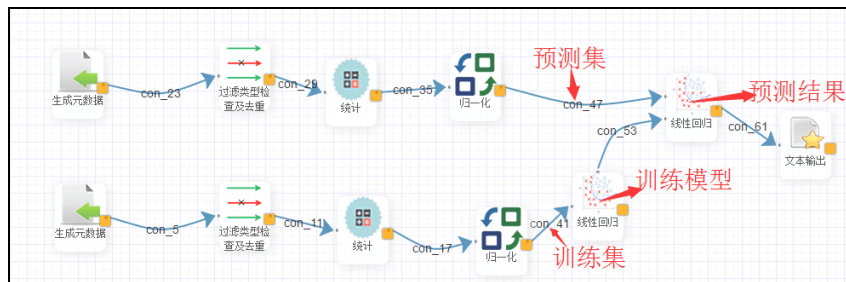 预测集
con_23
con_29
con_35
con_47
预测结果
生成元数据
过滤类型检
查及去重
统计
归一化
线性回归
con_53
con_61
文本输出
训练模型
con_5
con_11
con_17
con_41
生成元数据
过滤类型检
查及去重
统计
归一化
线性回归
训练集